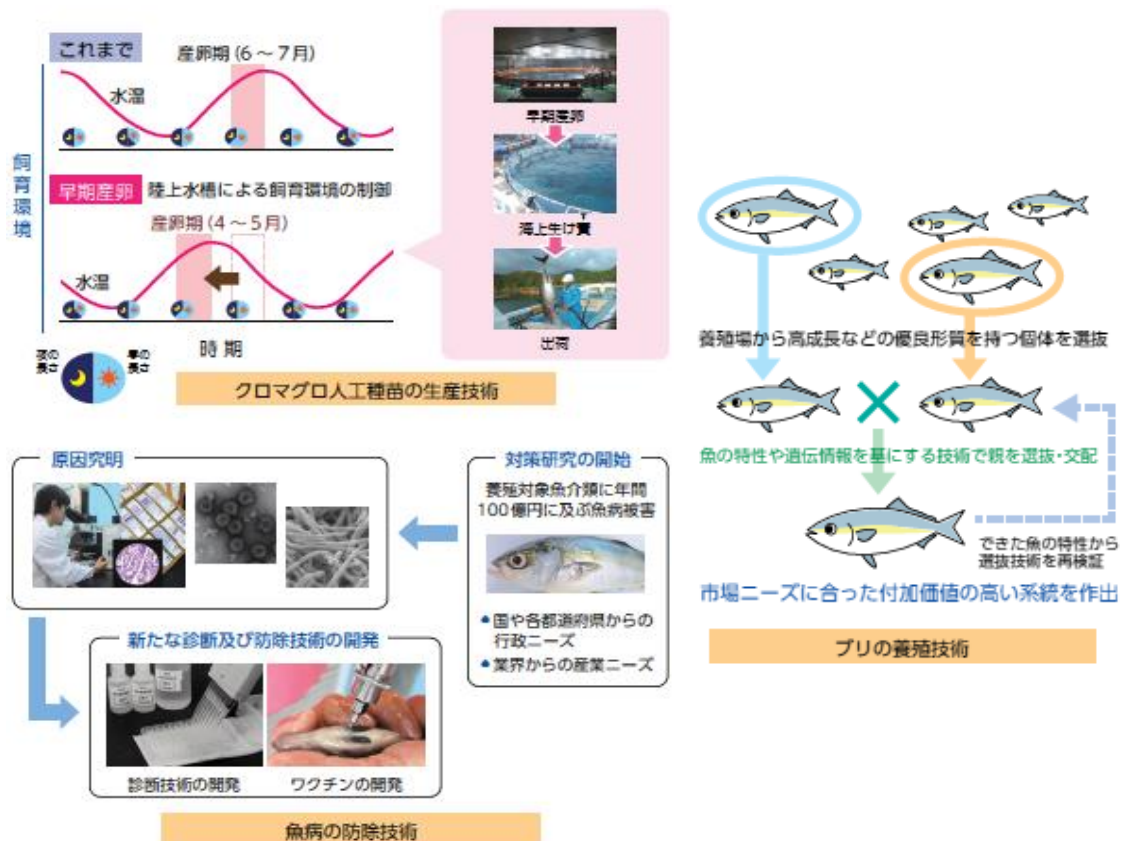 これまで
産卵期(6～7月)
水温
飼育環境
早期産卵
陸上水槽による飼育環境の制御
産卵期(4～5月)
水温
夜の
長さ
昼の
長さ
時期
早期産卵
海上生け簀
出荷
クロマグロ人工種苗の生産技術
養殖場から高成長などの優良形質を持つ個体を選抜
魚の特性や遺伝情報を基にする技術で親を選抜・交配
できた魚の特性から
選抜技術を再検証
市場ニーズに合った付加価値の高い系統を作出
ブリの養殖技術
対策研究の開始
養殖対象魚介類に年間
100億円に及ぶ魚病被害
●国や各都道府県からの
行政ニーズ
●業界からの産業ニーズ
原因究明
新たな診断及び防除技術の開発
診断技術の開発
ワクチンの開発
魚病の防除技術